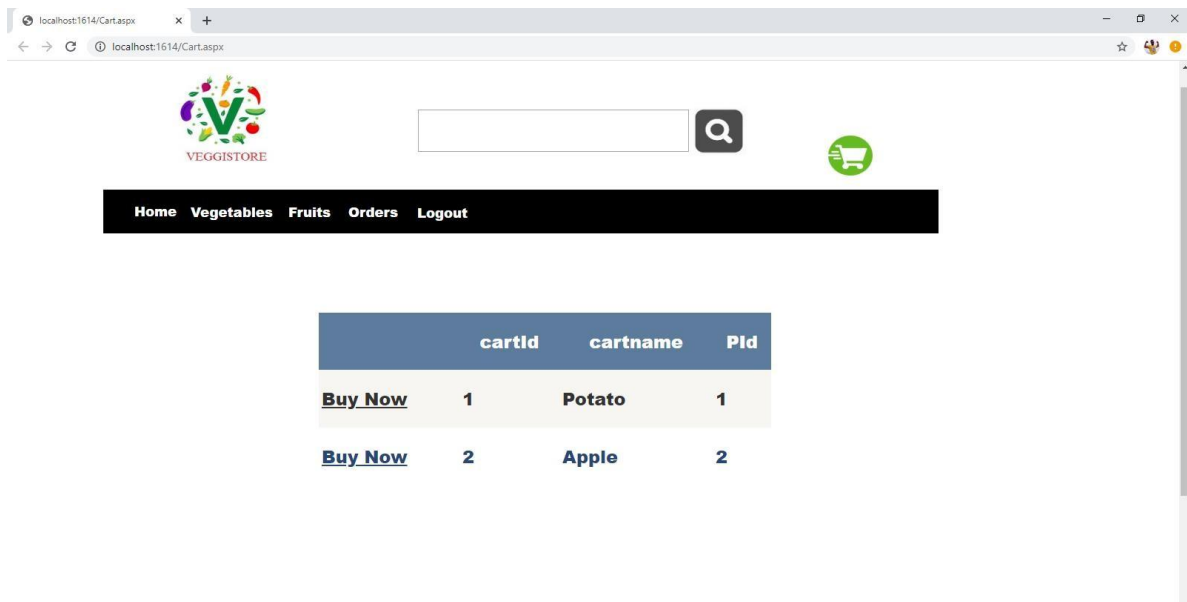 localhost:1614/Cart.aspx
localhost:1614/Cart.aspx
V
VEGGISTORE
Home Vegetables Fruits Orders Logout
cartId cartname PId
Buy Now 1 Potato 1
Buy Now 2 Apple 2